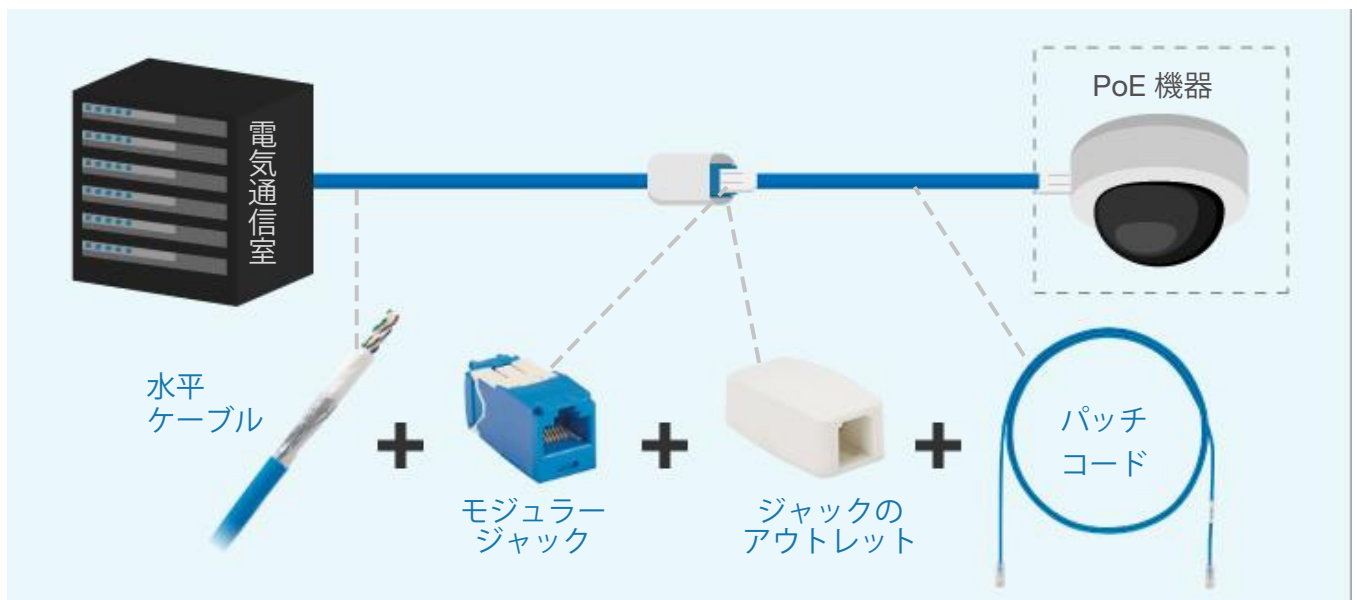 電気通信室
PoE 機器
水平
ケーブル
モジュラー
ジャック
ジャックの
アウトレット
パッチ
コード